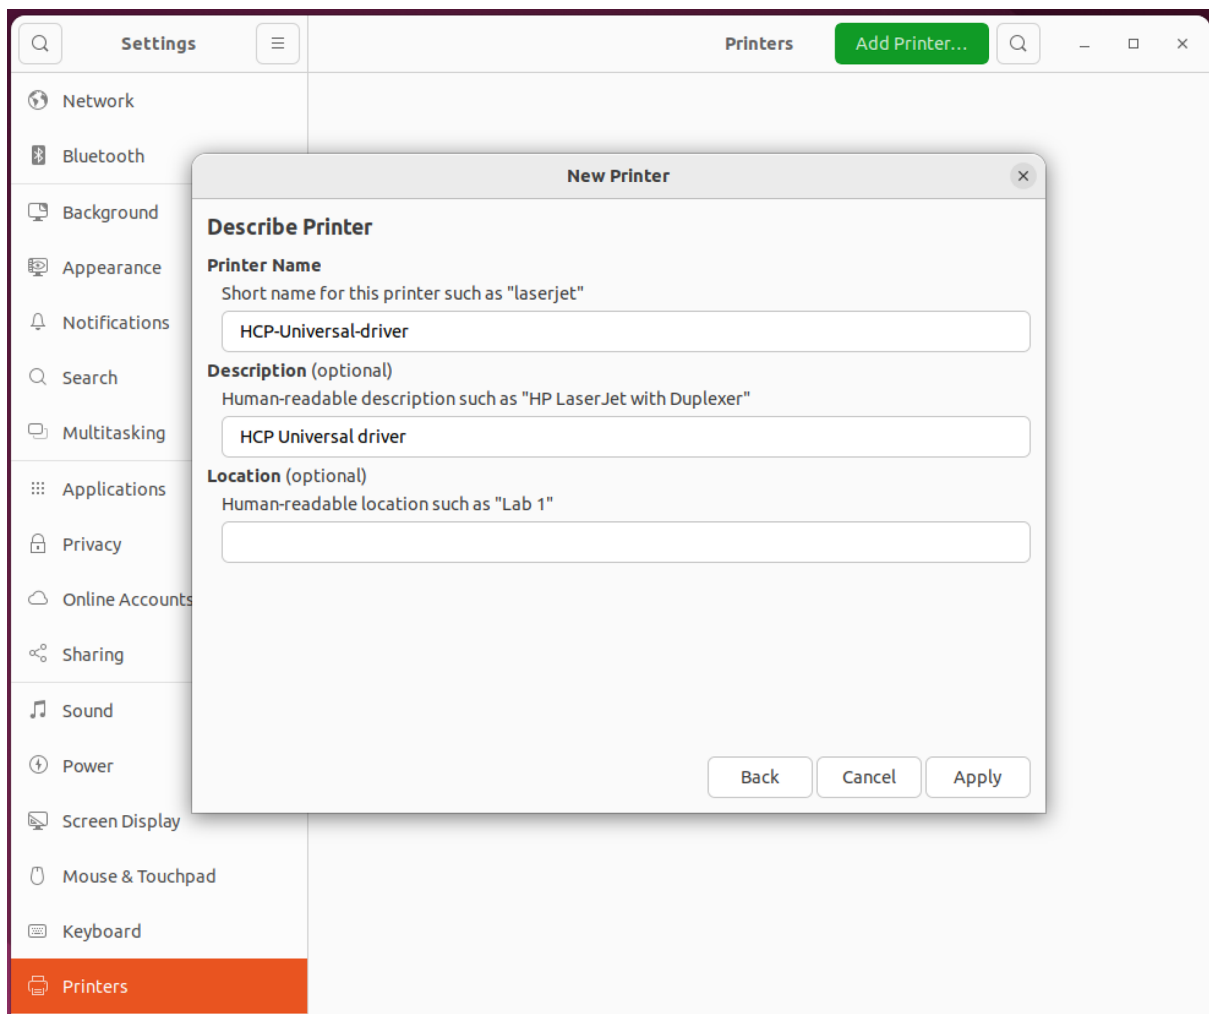 Settings
Printers
Add Printer...
Network
Bluetooth
Background
Appearance
Notifications
Search
Multitasking
Applications
Privacy
Online Accounts
Sharing
Sound
Power
Screen Display
Mouse & Touchpad
Keyboard
Printers
New Printer
Describe Printer
Printer Name
Short name for this printer such as "laserjet"
HCP-Universal-driver
Description (optional)
Human-readable description such as "HP LaserJet with Duplexer"
HCP Universal driver
Location (optional)
Human-readable location such as "Lab 1"
Back
Cancel
Apply